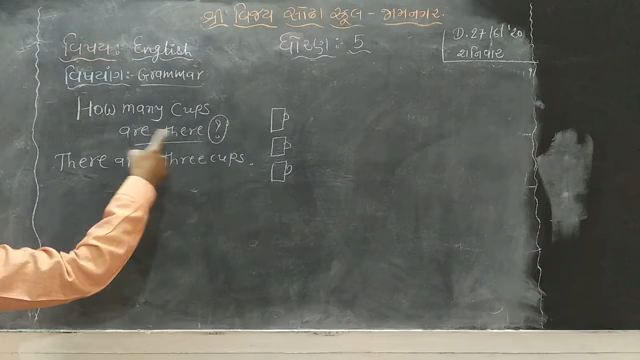 શ્રી વિજય સોઢા સ્કૂલ - જામનગર.
વિષય: English
ધોરણ:- 5
D. 27/6/'20
શનિવાર
વિષયાંગ:- Grammar
How many cups
are there ?
There are three cups.